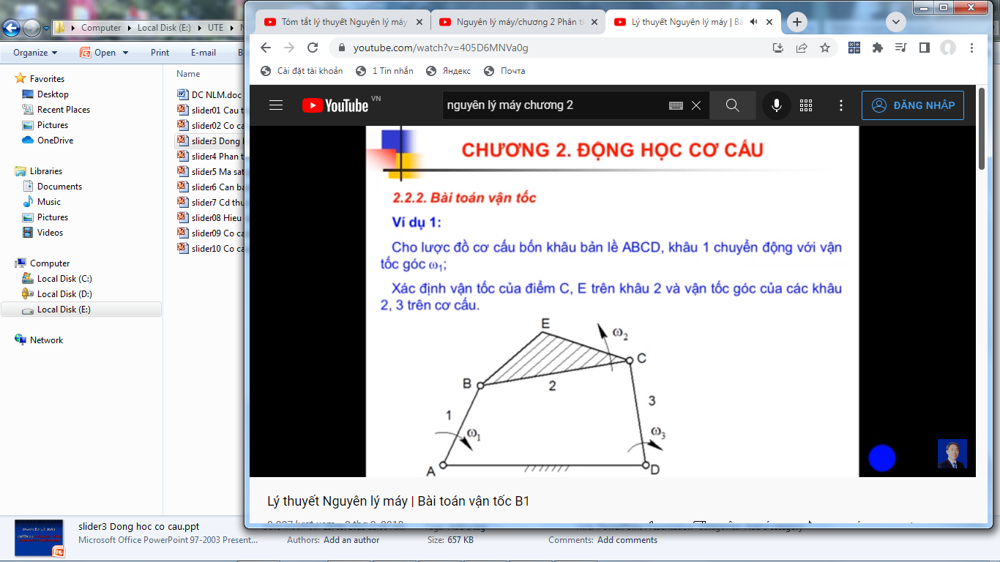 Computer
Local Disk (E:)
UTE
Organize
Open
Print
E-mail
Favorites
Desktop
Recent Places
Pictures
OneDrive
Libraries
Documents
Music
Pictures
Videos
Computer
Local Disk (C:)
Local Disk (D:)
Local Disk (E:)
Network
Name
DC NLM.doc
slider01 Cau t
slider02 Co ca
slider3 Dong
slider4 Phan t
slider5 Ma sat
slider6 Can ba
slider7 Cd thu
slider08 Hieu
slider09 Co ca
slider10 Co ca
Tóm tắt lý thuyết Nguyên lý máy
Nguyên lý máy/chương 2 Phân tí
Lý thuyết Nguyên lý máy | Bà
youtube.com/watch?v=405D6MNVa0g
Cài đặt tài khoản
1 Tin nhắn
Яндекс
Почта
YouTube VN
nguyên lý máy chương 2
ĐĂNG NHẬP
CHƯƠNG 2. ĐỘNG HỌC CƠ CẤU
2.2.2. Bài toán vận tốc
Ví dụ 1:
Cho lược đồ cơ cấu bốn khâu bản lề ABCD, khâu 1 chuyển động với vận
tốc góc ω₁;
Xác định vận tốc của điểm C, E trên khâu 2 và vận tốc góc của các khâu
2, 3 trên cơ cấu.
E
ω₂
C
B
2
3
1
ω₁
ω₃
A
D
Lý thuyết Nguyên lý máy | Bài toán vận tốc B1
slider3 Dong hoc co cau.ppt
Microsoft Office PowerPoint 97-2003 Present...
Authors: Add an author
Size: 657 KB
Comments: Add comments